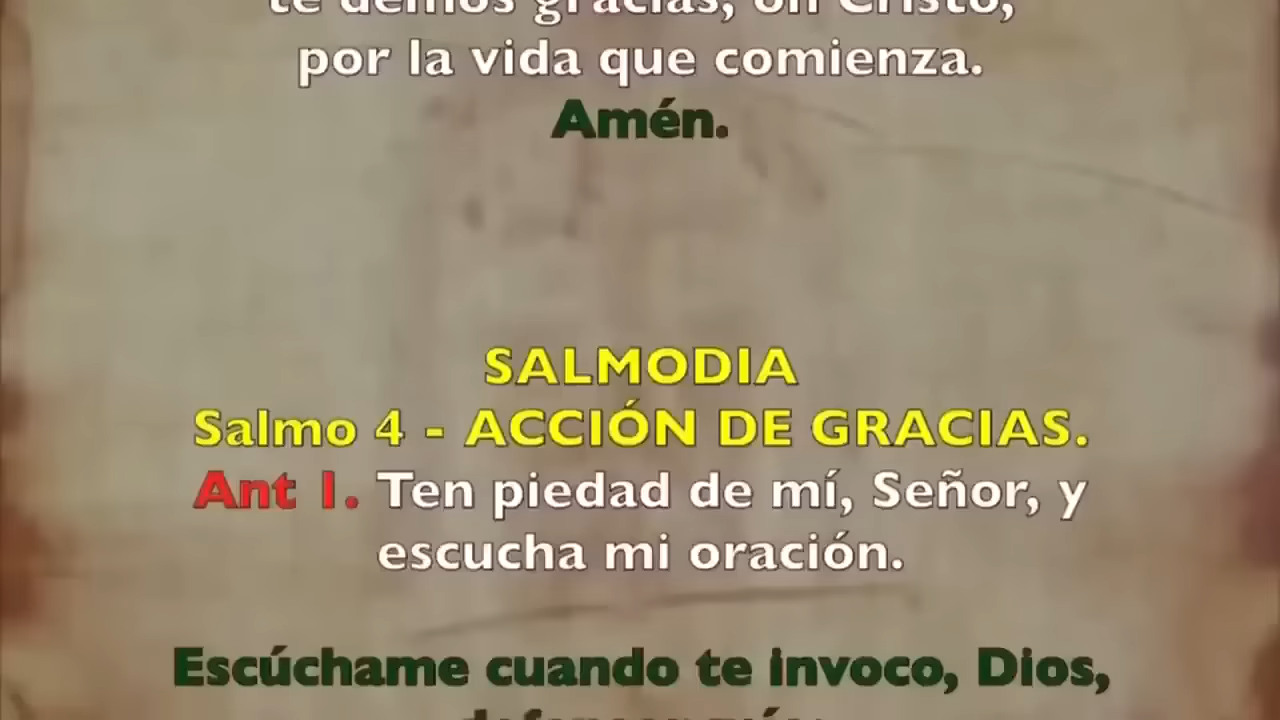 te demos gracias, oh Cristo,
por la vida que comienza.
Amén.
SALMODIA
Salmo 4 - ACCIÓN DE GRACIAS.
Ant 1. Ten piedad de mí, Señor, y
escucha mi oración.
Escúchame cuando te invoco, Dios,